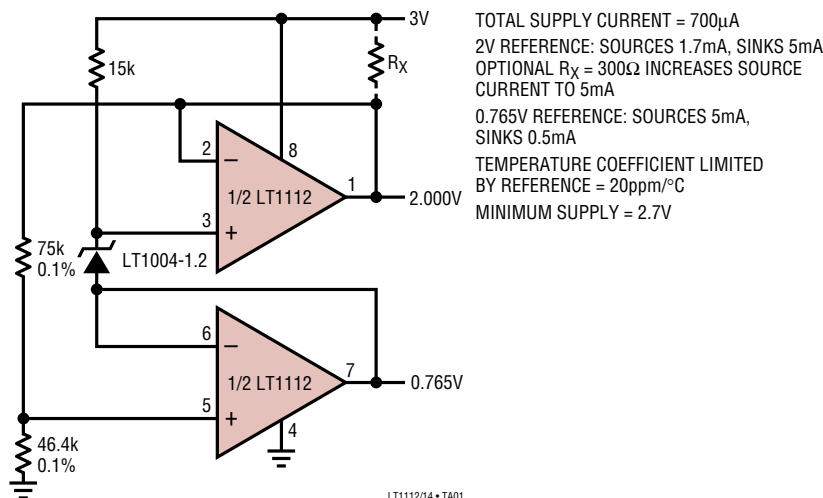 3V
15k
RX
2
8
1
1/2 LT1112
2.000V
3
75k
0.1%
LT1004-1.2
6
7
1/2 LT1112
0.765V
5
4
46.4k
0.1%
TOTAL SUPPLY CURRENT = 700µA
2V REFERENCE: SOURCES 1.7mA, SINKS 5mA
OPTIONAL RX = 300Ω INCREASES SOURCE
CURRENT TO 5mA
0.765V REFERENCE: SOURCES 5mA,
SINKS 0.5mA
TEMPERATURE COEFFICIENT LIMITED
BY REFERENCE = 20ppm/°C
MINIMUM SUPPLY = 2.7V
LT1112/14 • TA01